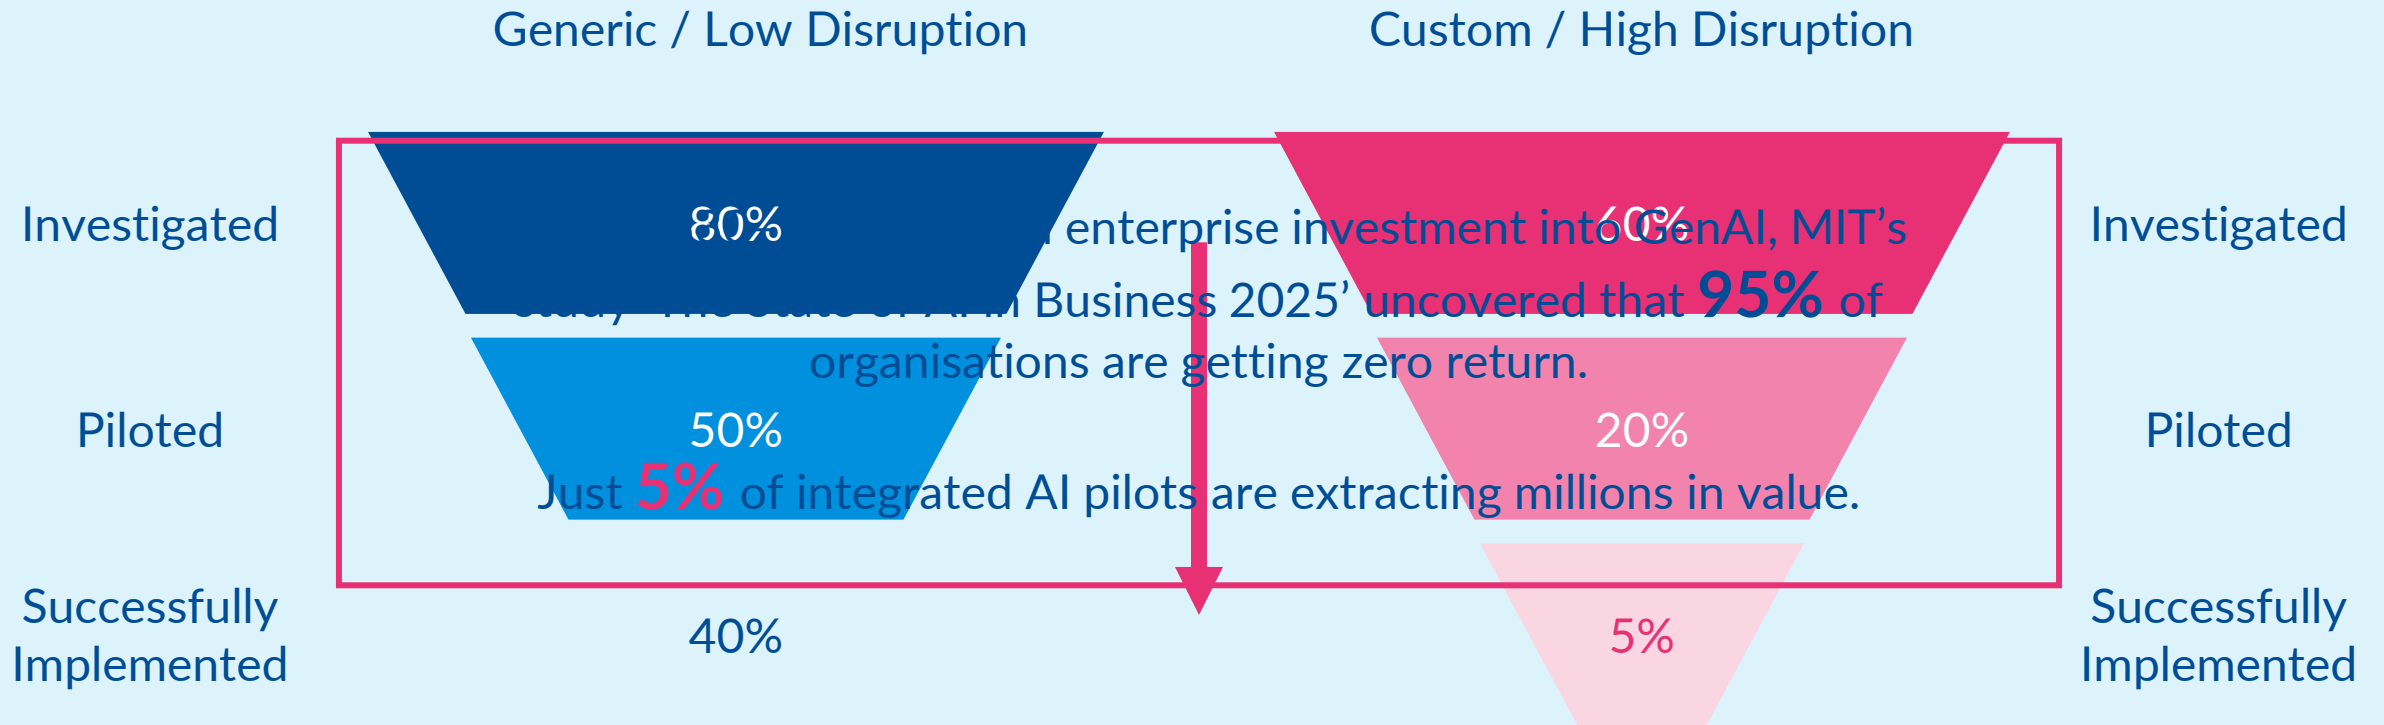 Generic / Low Disruption
Custom / High Disruption
Investigated
80%
60%
Investigated
enterprise investment into GenAI, MIT’s
Business 2025’ uncovered that 95% of
organisations are getting zero return.
Piloted
50%
20%
Piloted
Just 5% of integrated AI pilots are extracting millions in value.
Successfully
Implemented
40%
5%
Successfully
Implemented